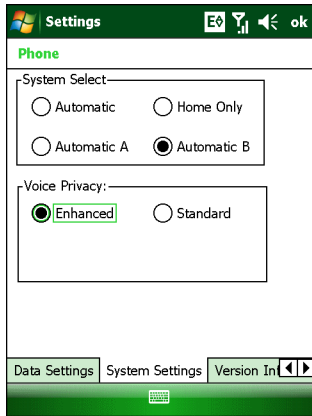 Settings ok
Phone
System Select
Automatic Home Only
Automatic A Automatic B
Voice Privacy:
Enhanced Standard
Data Settings System Settings Version